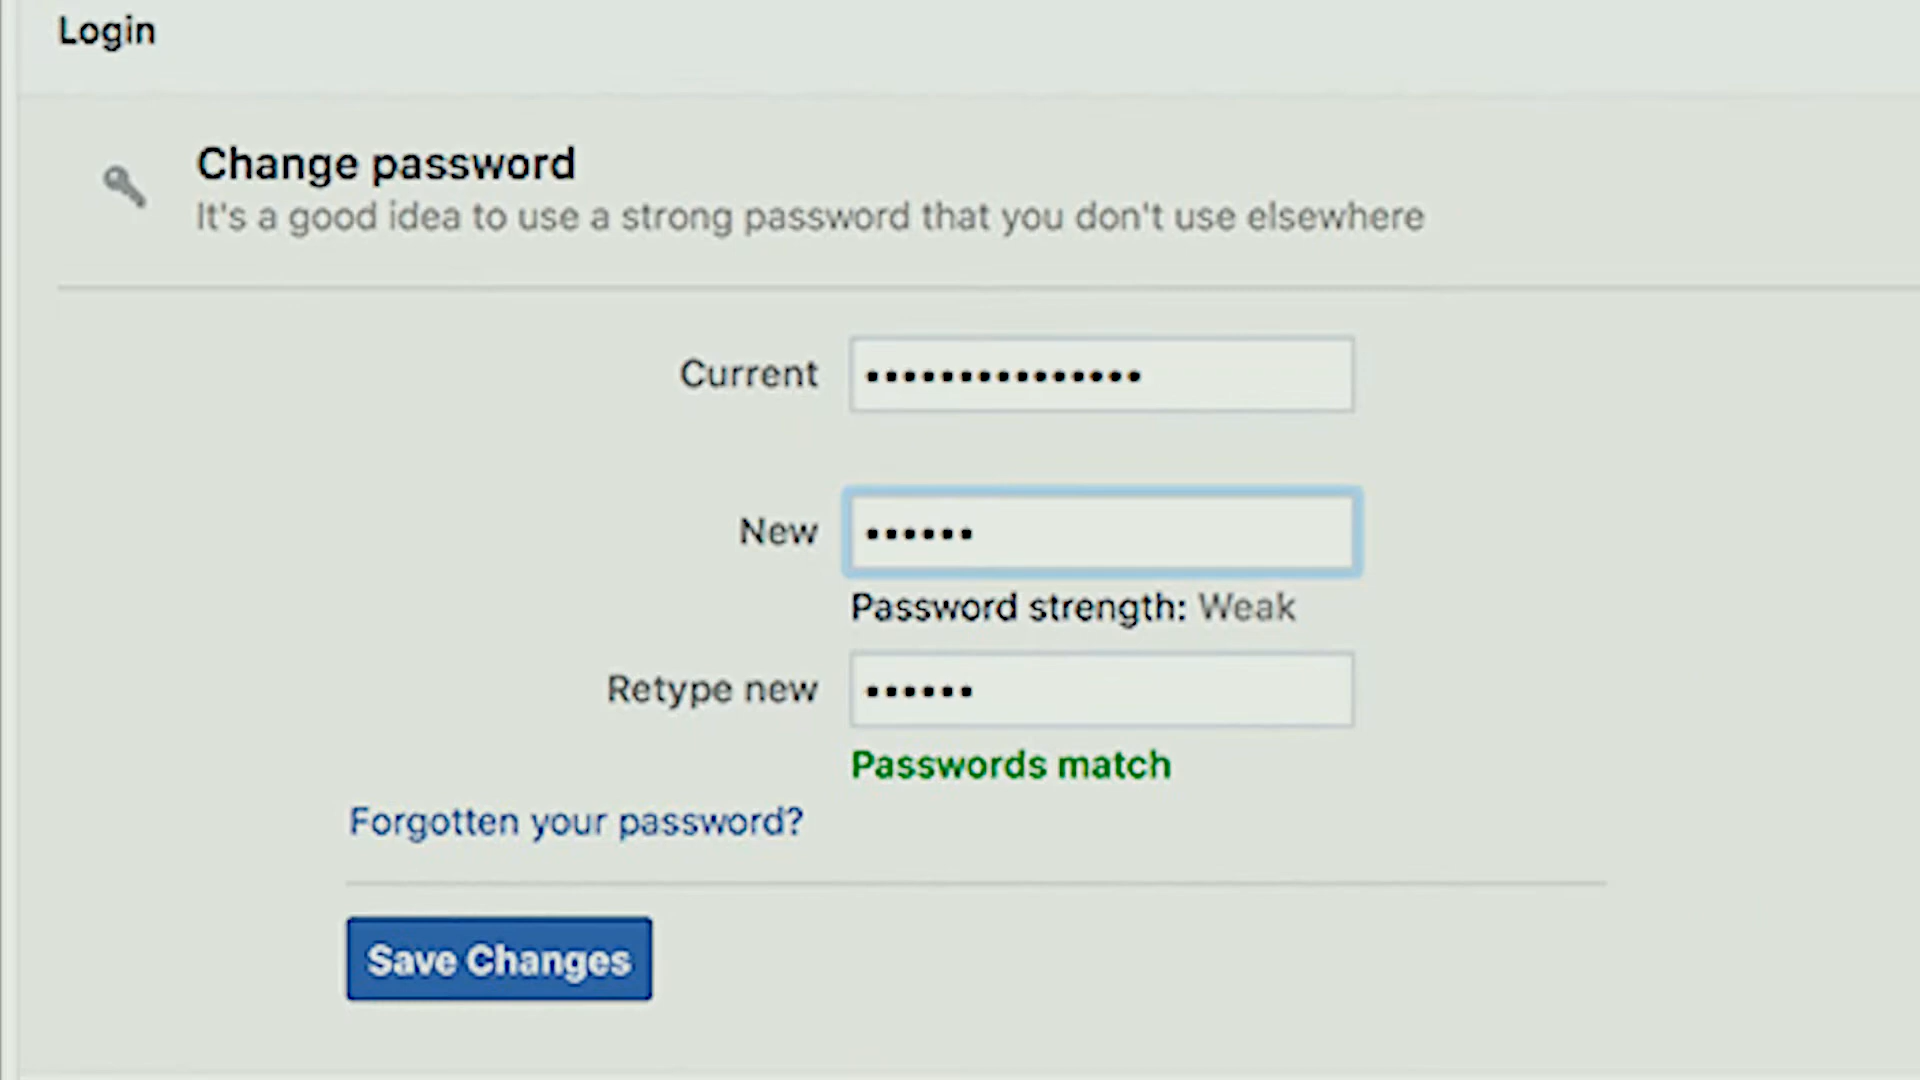 Login
Change password
It's a good idea to use a strong password that you don't use elsewhere
Current •••••••••••••••
New ••••••
Password strength: Weak
Retype new ••••••
Passwords match
Forgotten your password?
Save Changes